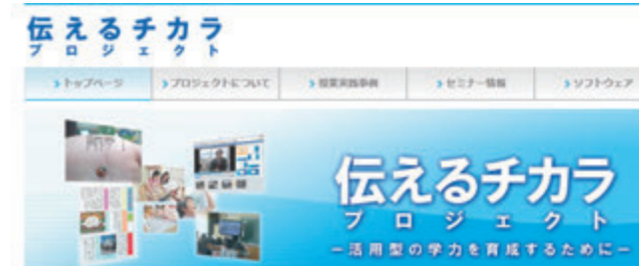 伝えるチカラ
プロジェクト
トップページ
プロジェクトについて
授業実践事例
セミナー情報
ソフトウェア
伝えるチカラ
プロジェクト
−活用型の学力を育成するために−